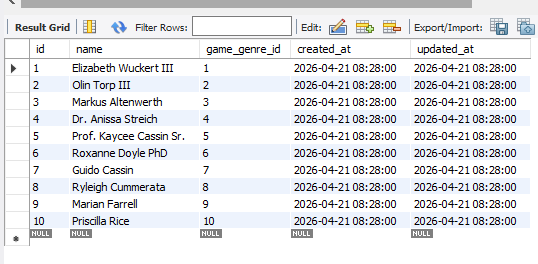 Result Grid Filter Rows: Edit: Export/Import:
id name game_genre_id created_at updated_at
1 Elizabeth Wuckert III 1 2026-04-21 08:28:00 2026-04-21 08:28:00
2 Olin Torp III 2 2026-04-21 08:28:00 2026-04-21 08:28:00
3 Markus Altenwerth 3 2026-04-21 08:28:00 2026-04-21 08:28:00
4 Dr. Anissa Streich 4 2026-04-21 08:28:00 2026-04-21 08:28:00
5 Prof. Kaycee Cassin Sr. 5 2026-04-21 08:28:00 2026-04-21 08:28:00
6 Roxanne Doyle PhD 6 2026-04-21 08:28:00 2026-04-21 08:28:00
7 Guido Cassin 7 2026-04-21 08:28:00 2026-04-21 08:28:00
8 Ryleigh Cummerata 8 2026-04-21 08:28:00 2026-04-21 08:28:00
9 Marian Farrell 9 2026-04-21 08:28:00 2026-04-21 08:28:00
10 Priscilla Rice 10 2026-04-21 08:28:00 2026-04-21 08:28:00
NULL NULL NULL NULL NULL